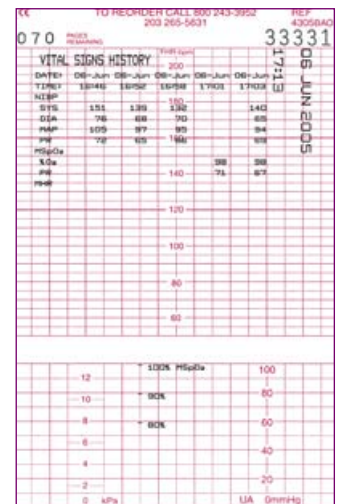 TO REORDER CALL 800 243-3952
203 265-5631
REF
4305BAO
070 PAGES REMAINING
33331
17:13 06 JUN 2005
VITAL SIGNS HISTORY
DATE: 06-Jun 06-Jun 06-Jun 06-Jun 06-Jun
TIME: 16:46 16:52 16:58 17:01 17:03
NIBP
SYS 151 139 132 140
DIA 76 68 70 65
MAP 105 97 95 94
PR 72 65 66 69
MSpO₂
%O₂ 98 98
PR 71 87
MHR
200
180
140
120
100
80
60
100% MSpO₂
90%
80%
12
10
8
6
4
2
0 kPa
100
80
60
40
20
UA 0mmHg